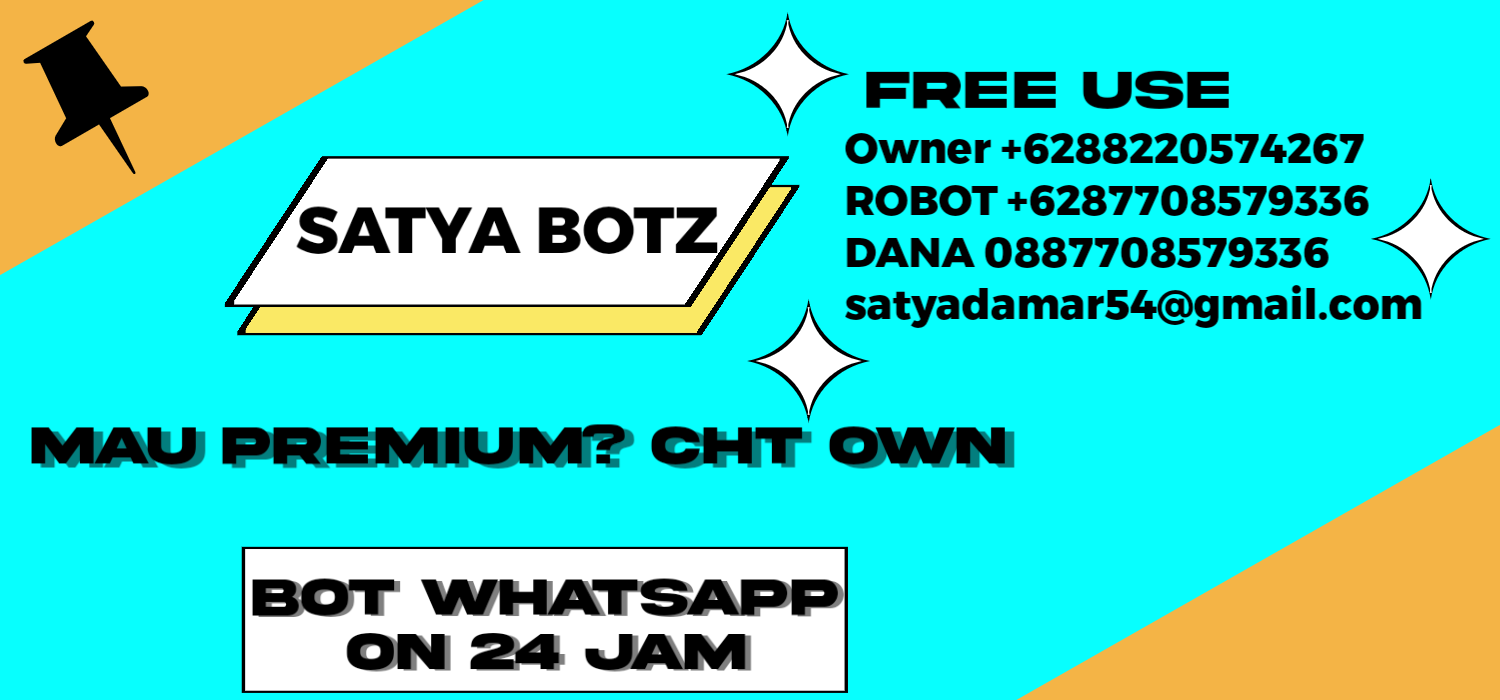 SATYA BOTZ
FREE USE
Owner +6288220574267
ROBOT +6287708579336
DANA 0887708579336
satyadamar54@gmail.com
MAU PREMIUM? CHT OWN
BOT WHATSAPP
ON 24 JAM